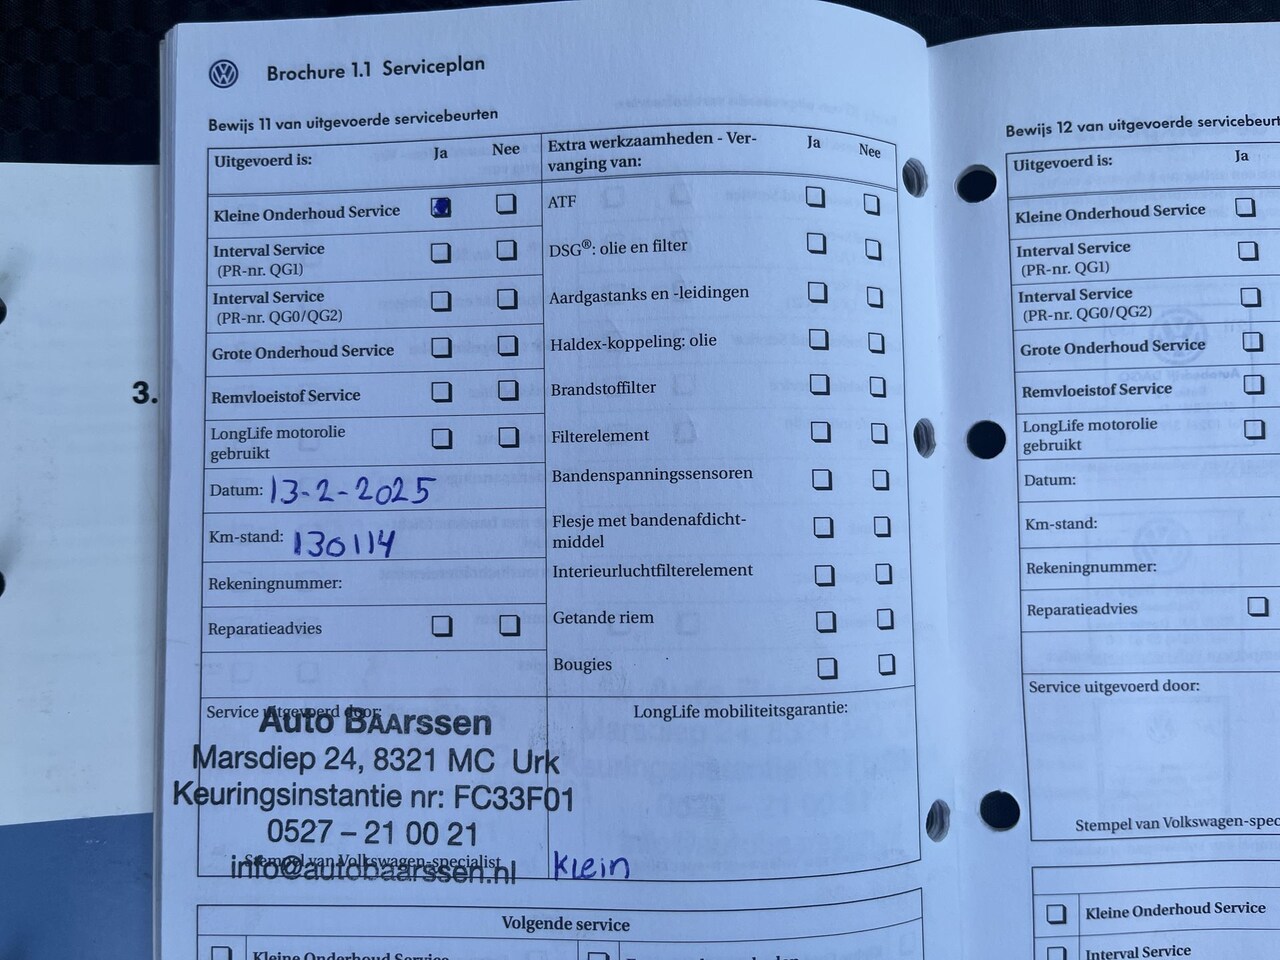 Brochure 1.1 Serviceplan
Bewijs 11 van uitgevoerde servicebeurten
Uitgevoerd is: Ja Nee
Kleine Onderhoud Service
Interval Service
(PR-nr. QG1)
Interval Service
(PR-nr. QG0/QG2)
Grote Onderhoud Service
Remvloeistof Service
LongLife motorolie
gebruikt
Datum: 13-2-2025
Km-stand: 130114
Rekeningnummer:
Reparatieadvies
Service uitgevoerd door:
Auto BAArssen
Marsdiep 24, 8321 MC Urk
Keuringsinstantie nr: FC33F01
0527 – 21 00 21
Stempel van Volkswagen-specialist
info@autobaarssen.nl
Extra werkzaamheden - Ver-
vanging van: Ja Nee
ATF
DSG®: olie en filter
Aardgastanks en leidingen
Haldex-koppeling: olie
Brandstoffilter
Filterelement
Bandenspanningssensoren
Flesje met bandenafdicht-
middel
Interieurluchtfilterelement
Getande riem
Bougies
LongLife mobiliteitsgarantie:
Klein
Volgende service
Kleine Onderhoud Service
3.
Bewijs 12 van uitgevoerde servicebeurt
Uitgevoerd is: Ja
Kleine Onderhoud Service
Interval Service
(PR-nr. QG1)
Interval Service
(PR-nr. QG0/QG2)
Grote Onderhoud Service
Remvloeistof Service
LongLife motorolie
gebruikt
Datum:
Km-stand:
Rekeningnummer:
Reparatieadvies
Service uitgevoerd door:
Stempel van Volkswagen-spec
Kleine Onderhoud Service
Interval Service